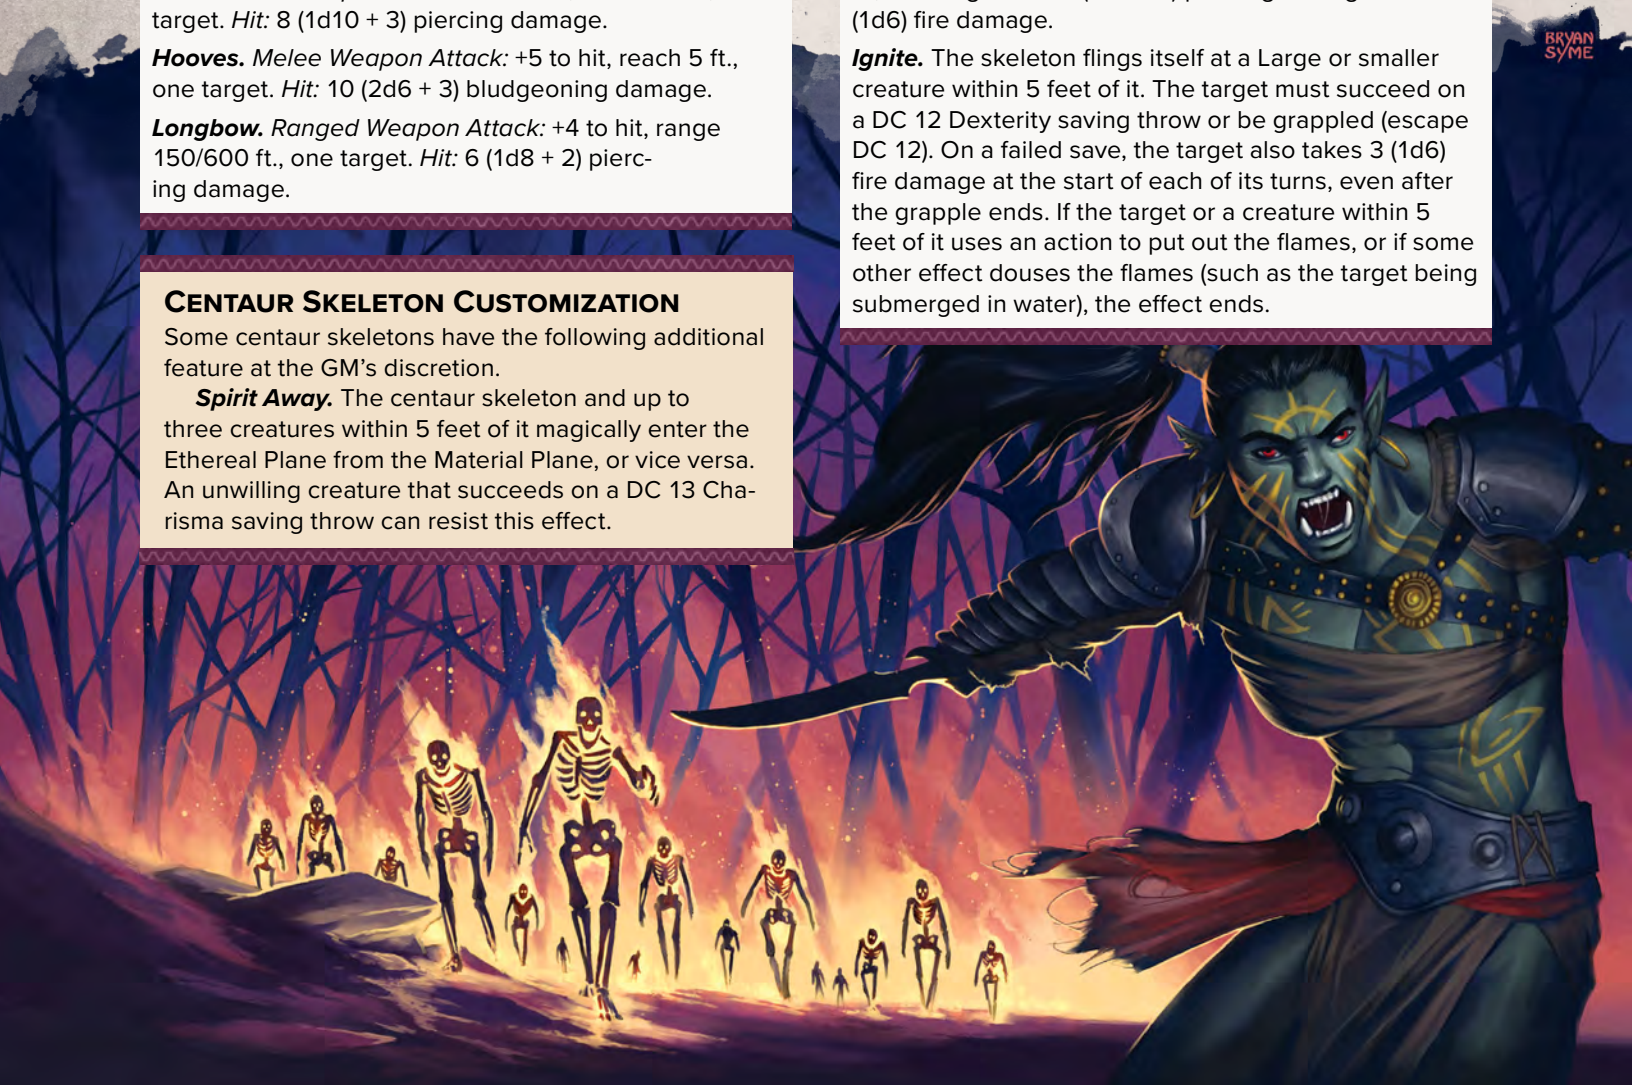 target. Hit: 8 (1d10 + 3) piercing damage.
Hooves. Melee Weapon Attack: +5 to hit, reach 5 ft.,
one target. Hit: 10 (2d6 + 3) bludgeoning damage.
Longbow. Ranged Weapon Attack: +4 to hit, range
150/600 ft., one target. Hit: 6 (1d8 + 2) pierc-
ing damage.
CENTAUR SKELETON CUSTOMIZATION
Some centaur skeletons have the following additional
feature at the GM's discretion.
Spirit Away. The centaur skeleton and up to
three creatures within 5 feet of it magically enter the
Ethereal Plane from the Material Plane, or vice versa.
An unwilling creature that succeeds on a DC 13 Cha-
risma saving throw can resist this effect.
(1d6) fire damage.
Ignite. The skeleton flings itself at a Large or smaller
creature within 5 feet of it. The target must succeed on
a DC 12 Dexterity saving throw or be grappled (escape
DC 12). On a failed save, the target also takes 3 (1d6)
fire damage at the start of each of its turns, even after
the grapple ends. If the target or a creature within 5
feet of it uses an action to put out the flames, or if some
other effect douses the flames (such as the target being
submerged in water), the effect ends.
BRYAN
SYME